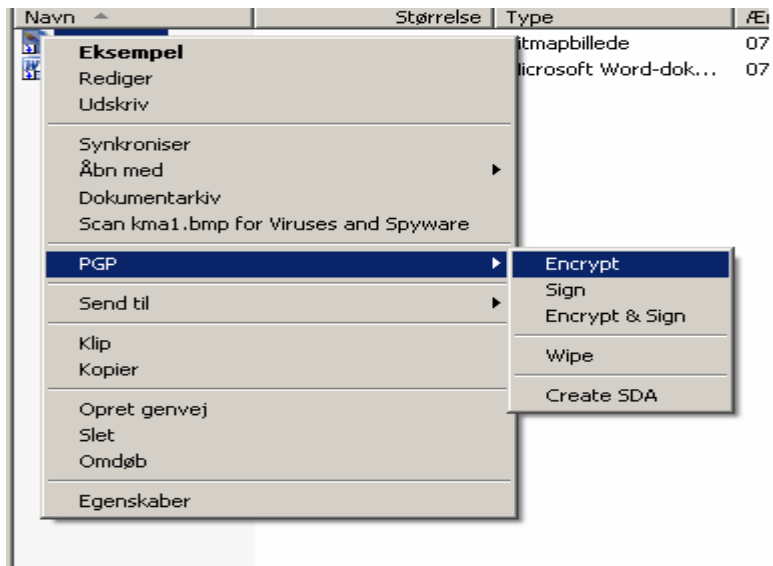 Navn Størrelse Type Æ
itmapbillede 07
licrosoft Word-dok... 07
Eksempel
Rediger
Udskriv
Synkroniser
Åbn med
Dokumentarkiv
Scan kma1.bmp for Viruses and Spyware
PGP
Send til
Klip
Kopier
Opret genvej
Slet
Omdøb
Egenskaber
Encrypt
Sign
Encrypt & Sign
Wipe
Create SDA